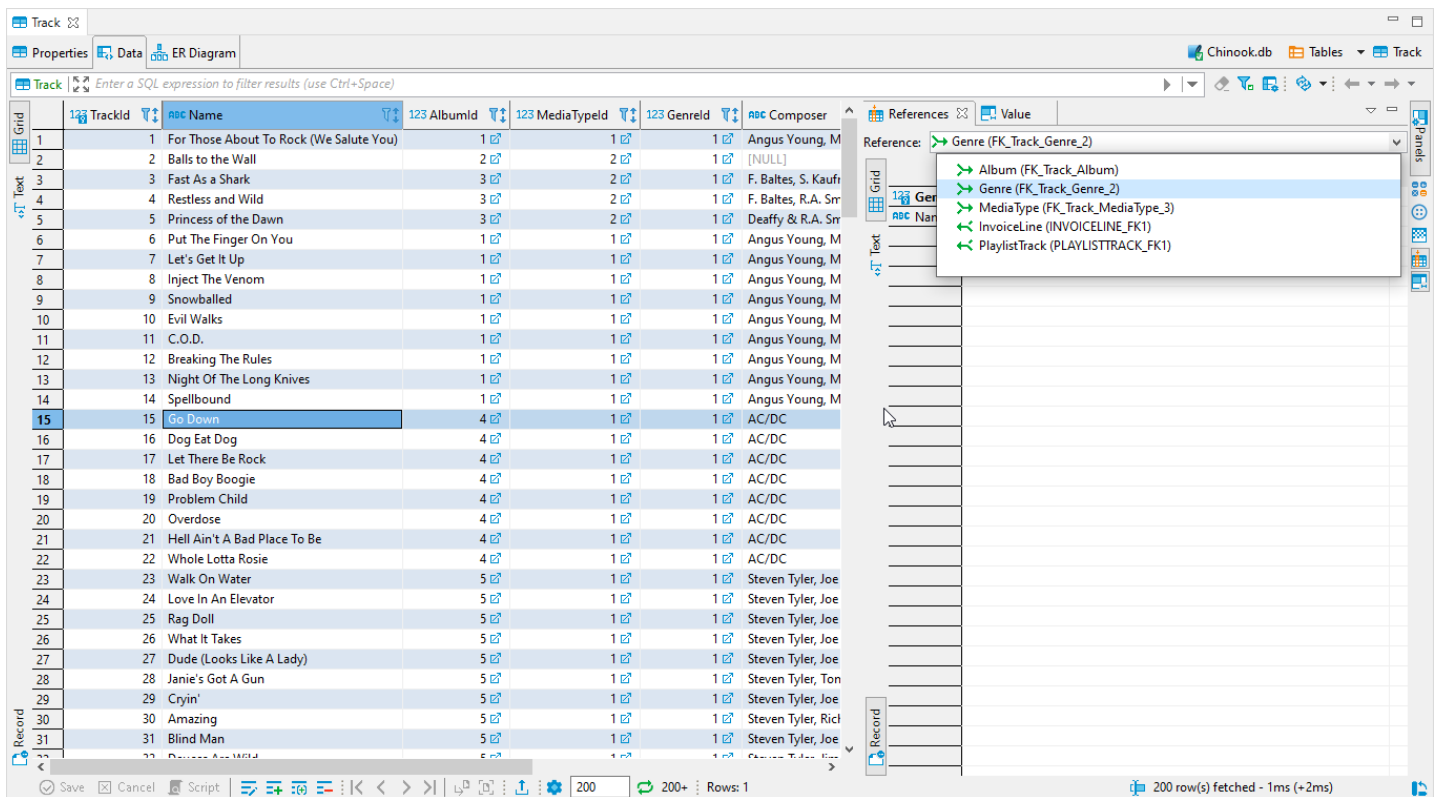 Track
Properties Data ER Diagram Chinook.db Tables Track
Track Enter a SQL expression to filter results (use Ctrl+Space)
Grid
Text
Record
123 TrackId ABC Name 123 AlbumId 123 MediaTypeId 123 GenreId ABC Composer
1 1 For Those About To Rock (We Salute You) 1 1 1 Angus Young, M
2 2 Balls to the Wall 2 2 1 [NULL]
3 3 Fast As a Shark 3 2 1 F. Baltes, S. Kaufr
4 4 Restless and Wild 3 2 1 F. Baltes, R.A. Sm
5 5 Princess of the Dawn 3 2 1 Deaffy & R.A. Sm
6 6 Put The Finger On You 1 1 1 Angus Young, M
7 7 Let's Get It Up 1 1 1 Angus Young, M
8 8 Inject The Venom 1 1 1 Angus Young, M
9 9 Snowballed 1 1 1 Angus Young, M
10 10 Evil Walks 1 1 1 Angus Young, M
11 11 C.O.D. 1 1 1 Angus Young, M
12 12 Breaking The Rules 1 1 1 Angus Young, M
13 13 Night Of The Long Knives 1 1 1 Angus Young, M
14 14 Spellbound 1 1 1 Angus Young, M
15 15 Go Down 4 1 1 AC/DC
16 16 Dog Eat Dog 4 1 1 AC/DC
17 17 Let There Be Rock 4 1 1 AC/DC
18 18 Bad Boy Boogie 4 1 1 AC/DC
19 19 Problem Child 4 1 1 AC/DC
20 20 Overdose 4 1 1 AC/DC
21 21 Hell Ain't A Bad Place To Be 4 1 1 AC/DC
22 22 Whole Lotta Rosie 4 1 1 AC/DC
23 23 Walk On Water 5 1 1 Steven Tyler, Joe
24 24 Love In An Elevator 5 1 1 Steven Tyler, Joe
25 25 Rag Doll 5 1 1 Steven Tyler, Joe
26 26 What It Takes 5 1 1 Steven Tyler, Joe
27 27 Dude (Looks Like A Lady) 5 1 1 Steven Tyler, Joe
28 28 Janie's Got A Gun 5 1 1 Steven Tyler, Tom
29 29 Cryin' 5 1 1 Steven Tyler, Joe
30 30 Amazing 5 1 1 Steven Tyler, Rich
31 31 Blind Man 5 1 1 Steven Tyler, Joe
References Value
Reference: Genre (FK_Track_Genre_2)
Album (FK_Track_Album)
Genre (FK_Track_Genre_2)
MediaType (FK_Track_MediaType_3)
InvoiceLine (INVOICELINE_FK1)
PlaylistTrack (PLAYLISTTRACK_FK1)
Grid
Text
Record
123 Ger
ABC Nan
Panels
Save Cancel Script 200 200+ Rows: 1 200 row(s) fetched - 1ms (+2ms)